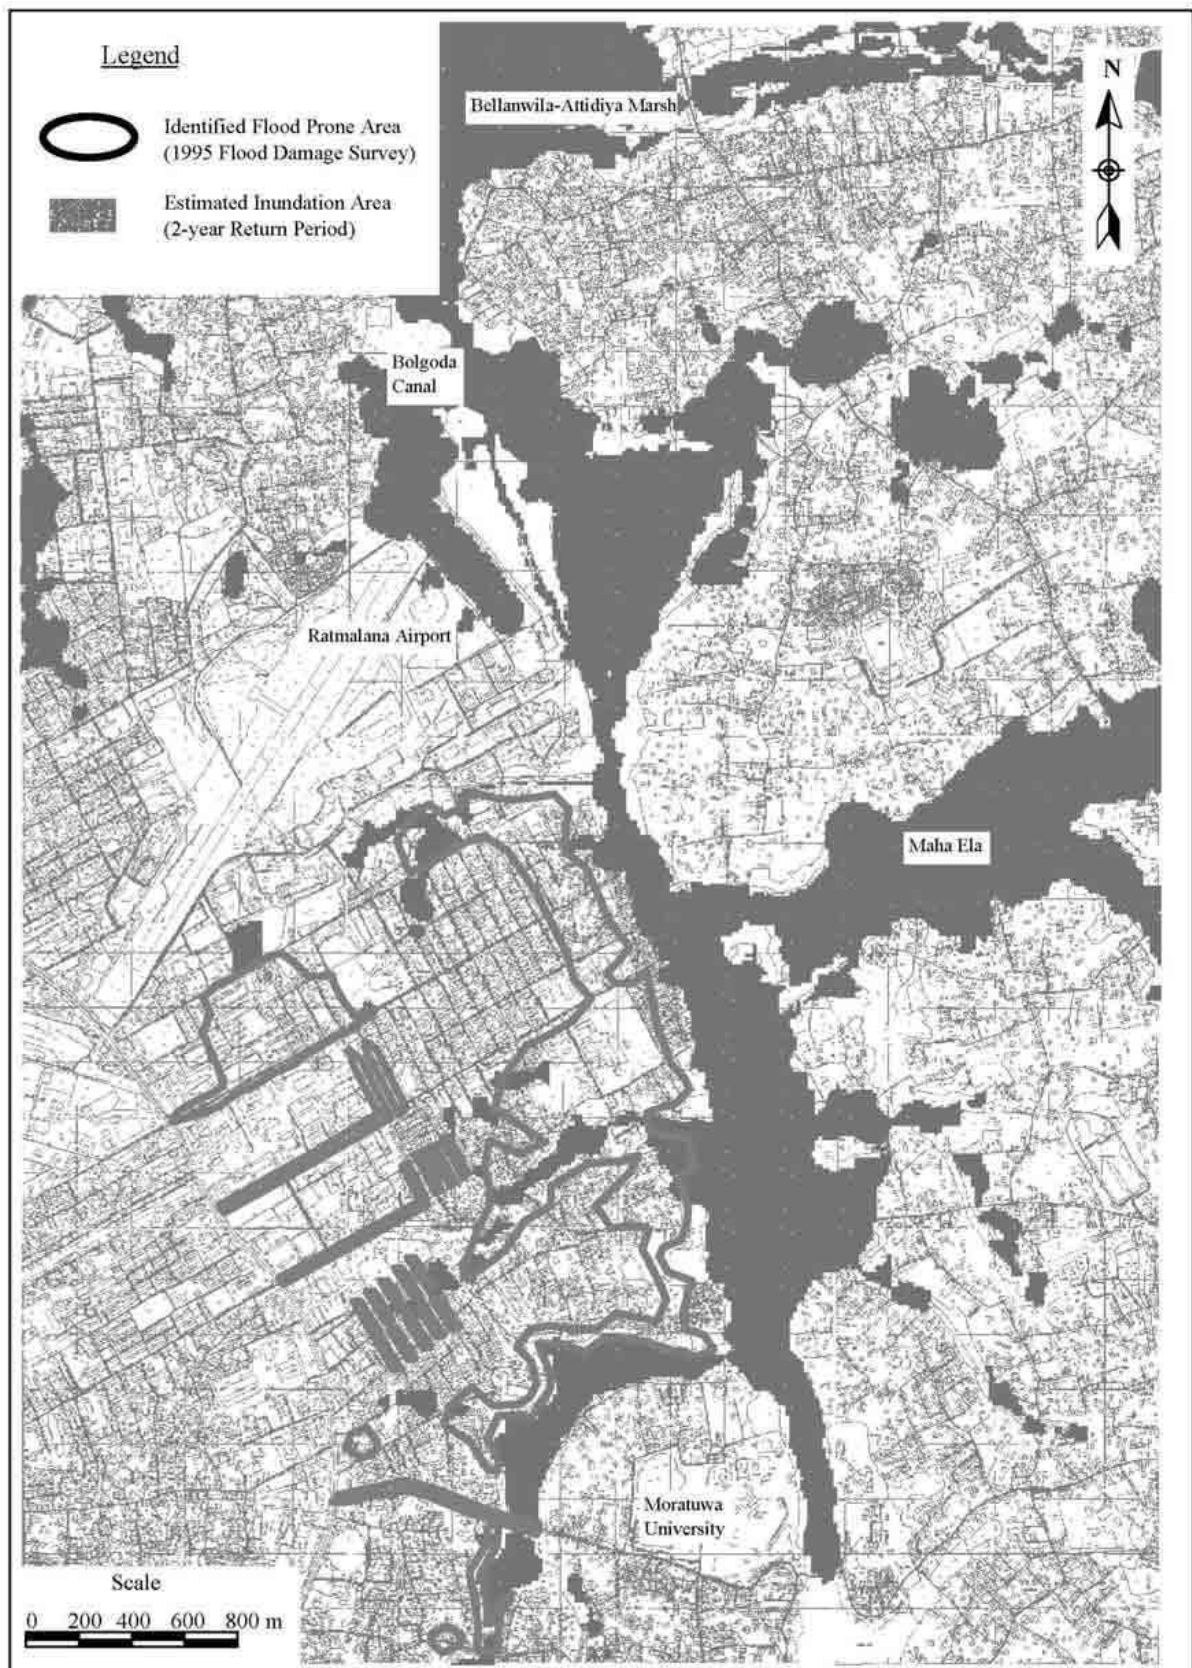 Legend
Identified Flood Prone Area
(1995 Flood Damage Survey)
Estimated Inundation Area
(2-year Return Period)
N
Bellanwila-Attidiya Marsh
Bolgoda
Canal
Ratmalana Airport
Maha Ela
Moratuwa
University
Scale
0 200 400 600 800 m